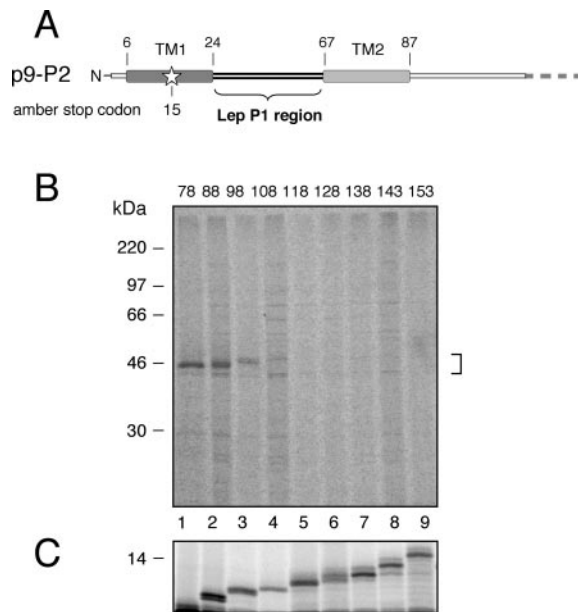 A
6 TM1 24 67 TM2 87
p9-P2 N
amber stop codon 15 Lep P1 region
B
78 88 98 108 118 128 138 143 153
kDa
220
97
66
46
30
1 2 3 4 5 6 7 8 9
C
14